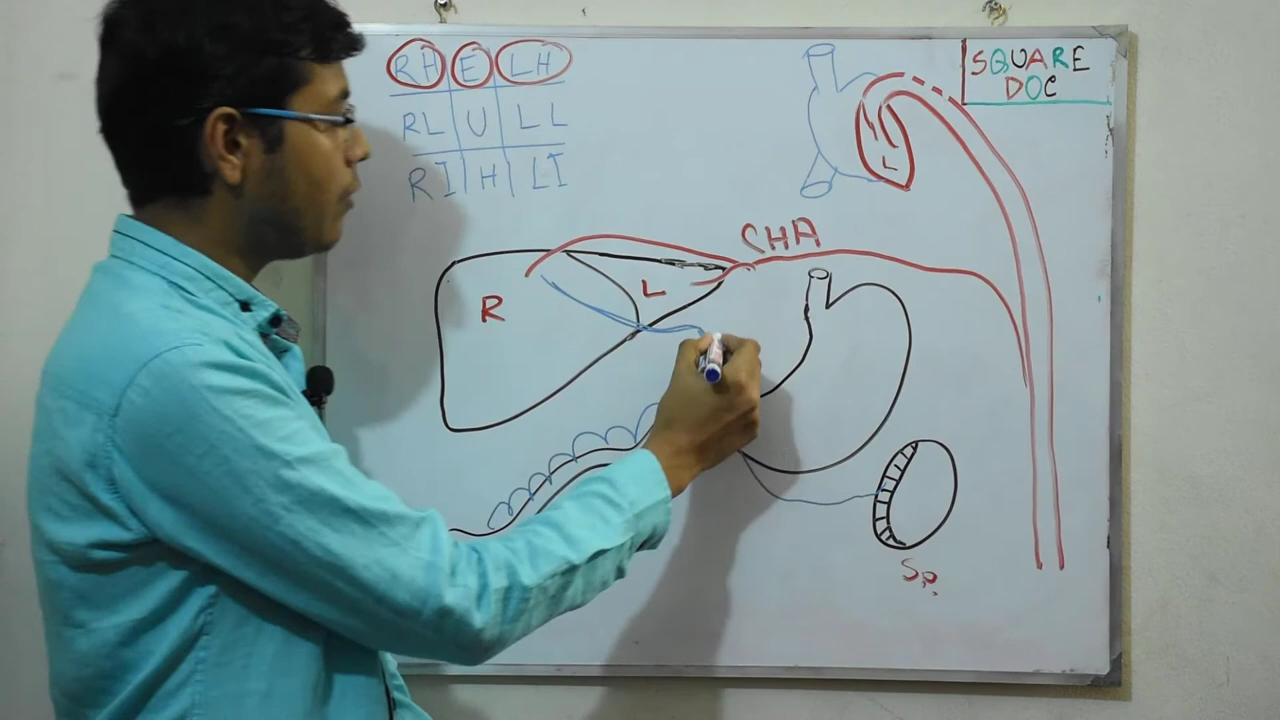 RH E LH
RL U LL
RI H LI
SQUARE
DOC
L
CHA
R
L
Sp.